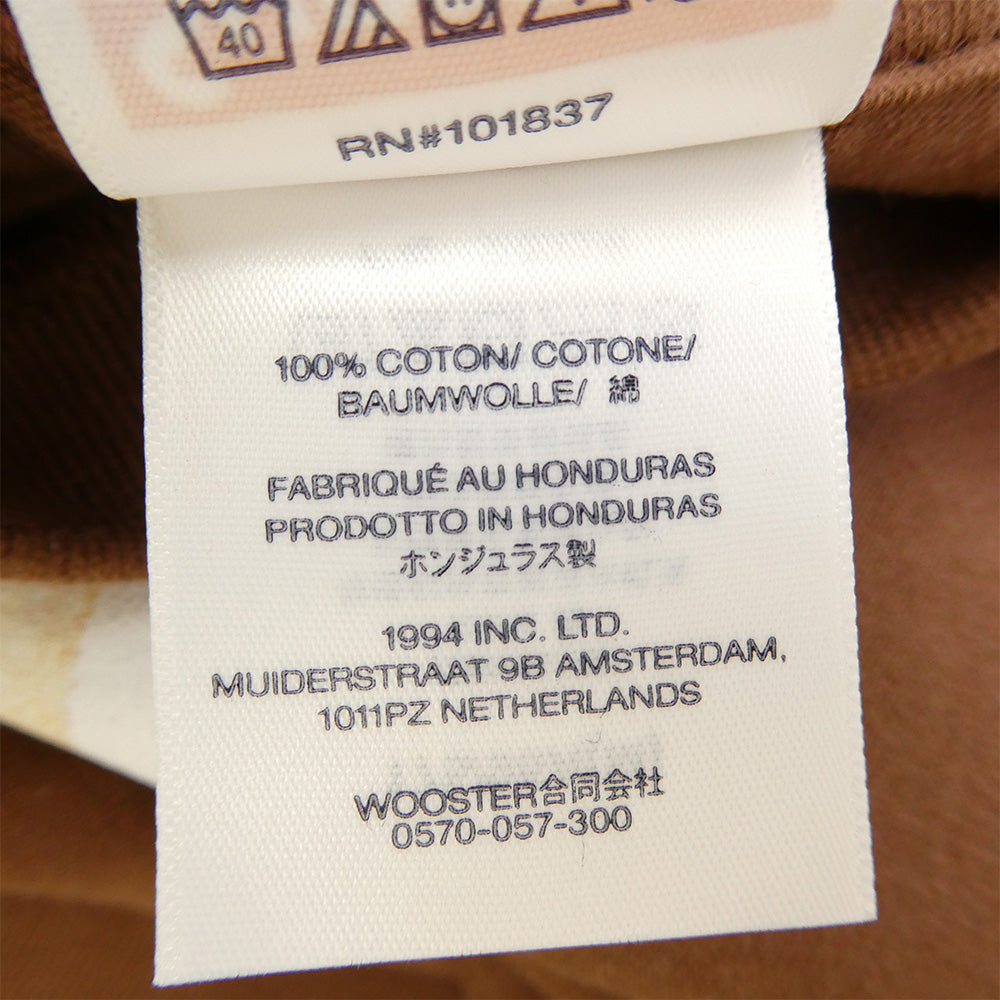 40
RN#101837
100% COTON/ COTONE/
BAUMWOLLE/ 綿
FABRIQUÉ AU HONDURAS
PRODOTTO IN HONDURAS
ホンジュラス製
1994 INC. LTD.
MUIDERSTRAAT 9B AMSTERDAM,
1011PZ NETHERLANDS
WOOSTER合同会社
0570-057-300